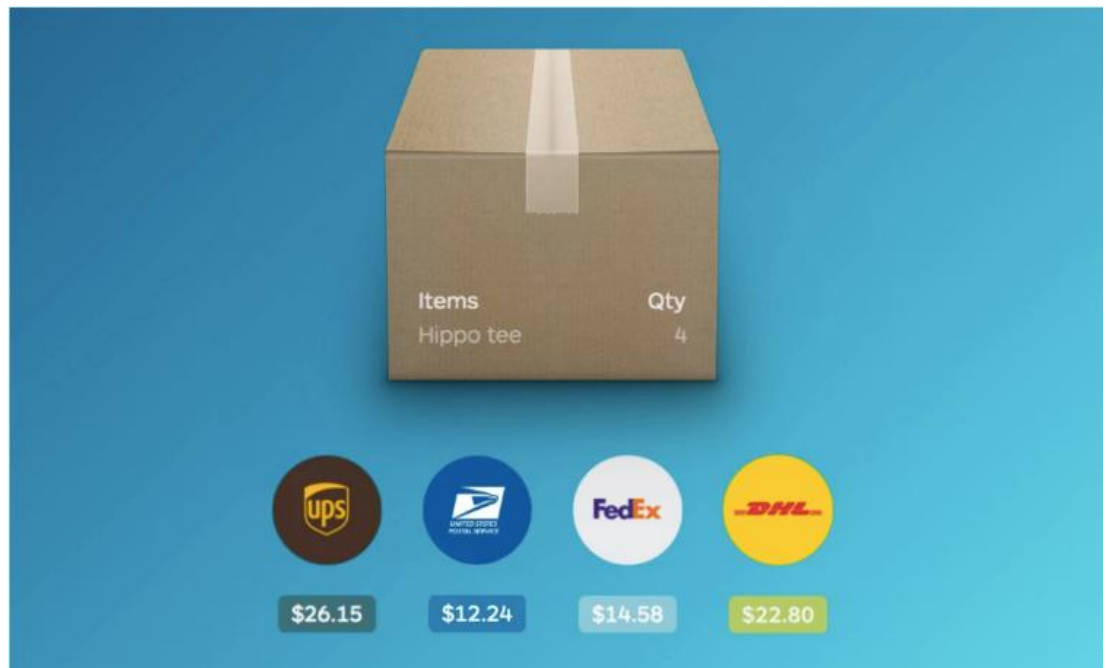 Items Qty
Hippo tee 4
ups
UNITED STATES
POSTAL SERVICE
FedEx
DHL
$26.15 $12.24 $14.58 $22.80